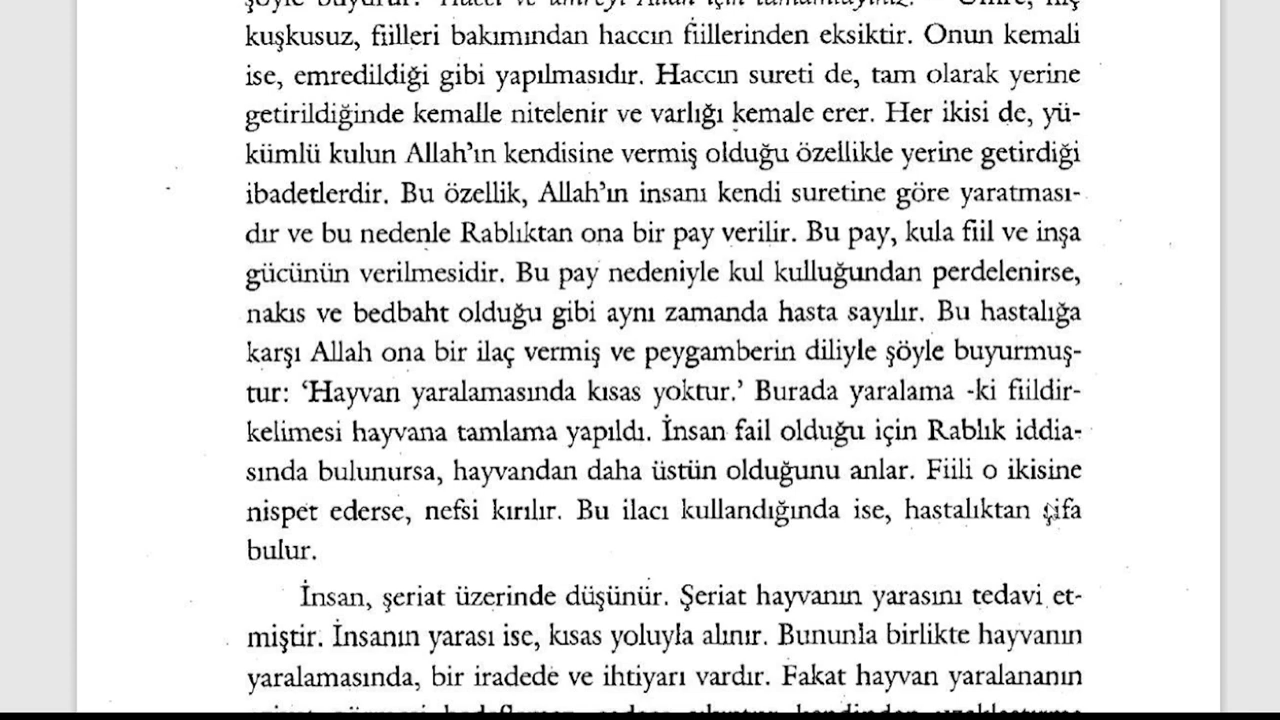 kuşkusuz, fiilleri bakımından haccın fiillerinden eksiktir. Onun kemali
ise, emredildiği gibi yapılmasıdır. Haccın sureti de, tam olarak yerine
getirildiğinde kemalle nitelenir ve varlığı kemale erer. Her ikisi de, yü-
kümlü kulun Allah’ın kendisine vermiş olduğu özellikle yerine getirdiği
ibadetlerdir. Bu özellik, Allah’ın insanı kendi suretine göre yaratması-
dır ve bu nedenle Rablıktan ona bir pay verilir. Bu pay, kula fiil ve inşa
gücünün verilmesidir. Bu pay nedeniyle kul kulluğundan perdelenirse,
nakıs ve bedbaht olduğu gibi aynı zamanda hasta sayılır. Bu hastalığa
karşı Allah ona bir ilaç vermiş ve peygamberin diliyle şöyle buyurmuş-
tur: ‘Hayvan yaralamasında kısas yoktur.’ Burada yaralama -ki fiildir-
kelimesi hayvana tamlama yapıldı. İnsan fail olduğu için Rablık iddia-
sında bulunursa, hayvandan daha üstün olduğunu anlar. Fiili o ikisine
nispet ederse, nefsi kırılır. Bu ilacı kullandığında ise, hastalıktan şifa
bulur.
İnsan, şeriat üzerinde düşünür. Şeriat hayvanın yarasını tedavi et-
miştir. İnsanın yarası ise, kısas yoluyla alınır. Bununla birlikte hayvanın
yaralamasında, bir iradede ve ihtiyarı vardır. Fakat hayvan yaralananın